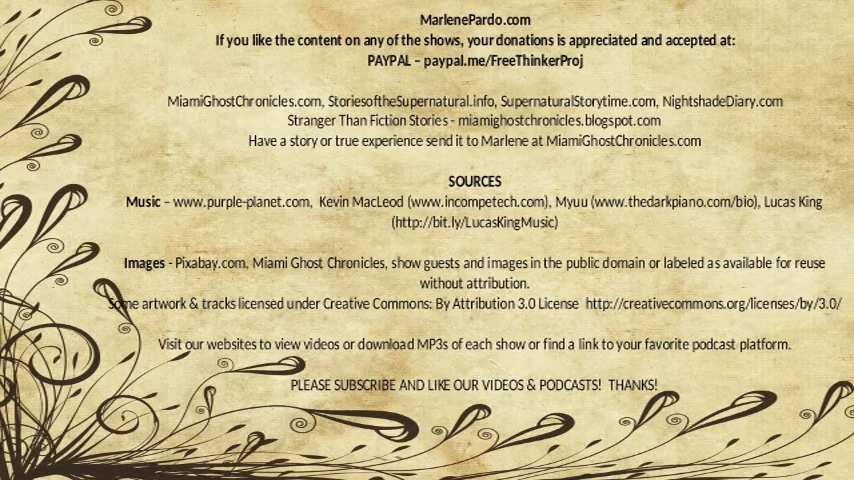 MarlenePardo.com
If you like the content on any of the shows, your donations is appreciated and accepted at:
PAYPAL – paypal.me/FreeThinkerProj
MiamiGhostChronicles.com, StoriesoftheSupernatural.info, SupernaturalStorytime.com, NightshadeDiary.com
Stranger Than Fiction Stories - miamighostchronicles.blogspot.com
Have a story or true experience send it to Marlene at MiamiGhostChronicles.com
SOURCES
Music – www.purple-planet.com, Kevin MacLeod (www.incompetech.com), Myuu (www.thedarkpiano.com/bio), Lucas King
(http://bit.ly/LucasKingMusic)
Images - Pixabay.com, Miami Ghost Chronicles, show guests and images in the public domain or labeled as available for reuse
without attribution.
Some artwork & tracks licensed under Creative Commons: By Attribution 3.0 License http://creativecommons.org/licenses/by/3.0/
Visit our websites to view videos or download MP3s of each show or find a link to your favorite podcast platform.
PLEASE SUBSCRIBE AND LIKE OUR VIDEOS & PODCASTS! THANKS!